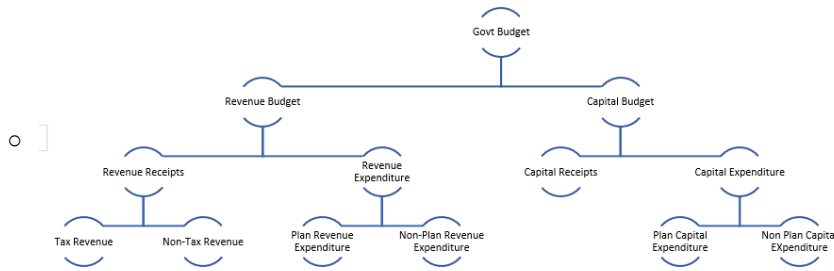 Govt Budget
Revenue Budget
Capital Budget
Revenue Receipts
Revenue
Expenditure
Capital Receipts
Capital Expenditure
Tax Revenue
Non-Tax Revenue
Plan Revenue
Expenditure
Non-Plan Revenue
Expenditure
Plan Capital
Expenditure
Non Plan Capita
Expenditure